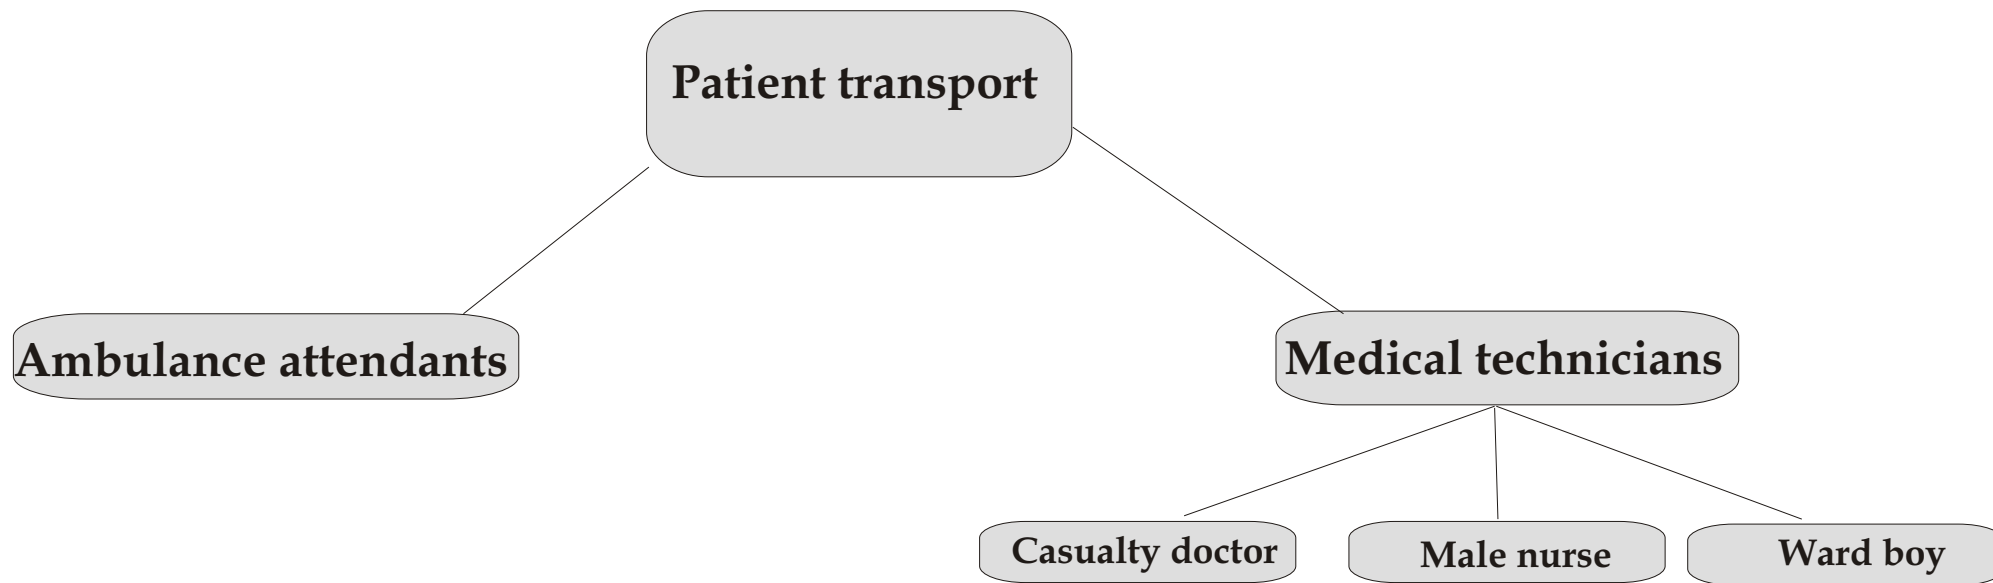 Patient transport
Ambulance attendants
Medical technicians
Casualty doctor
Male nurse
Ward boy